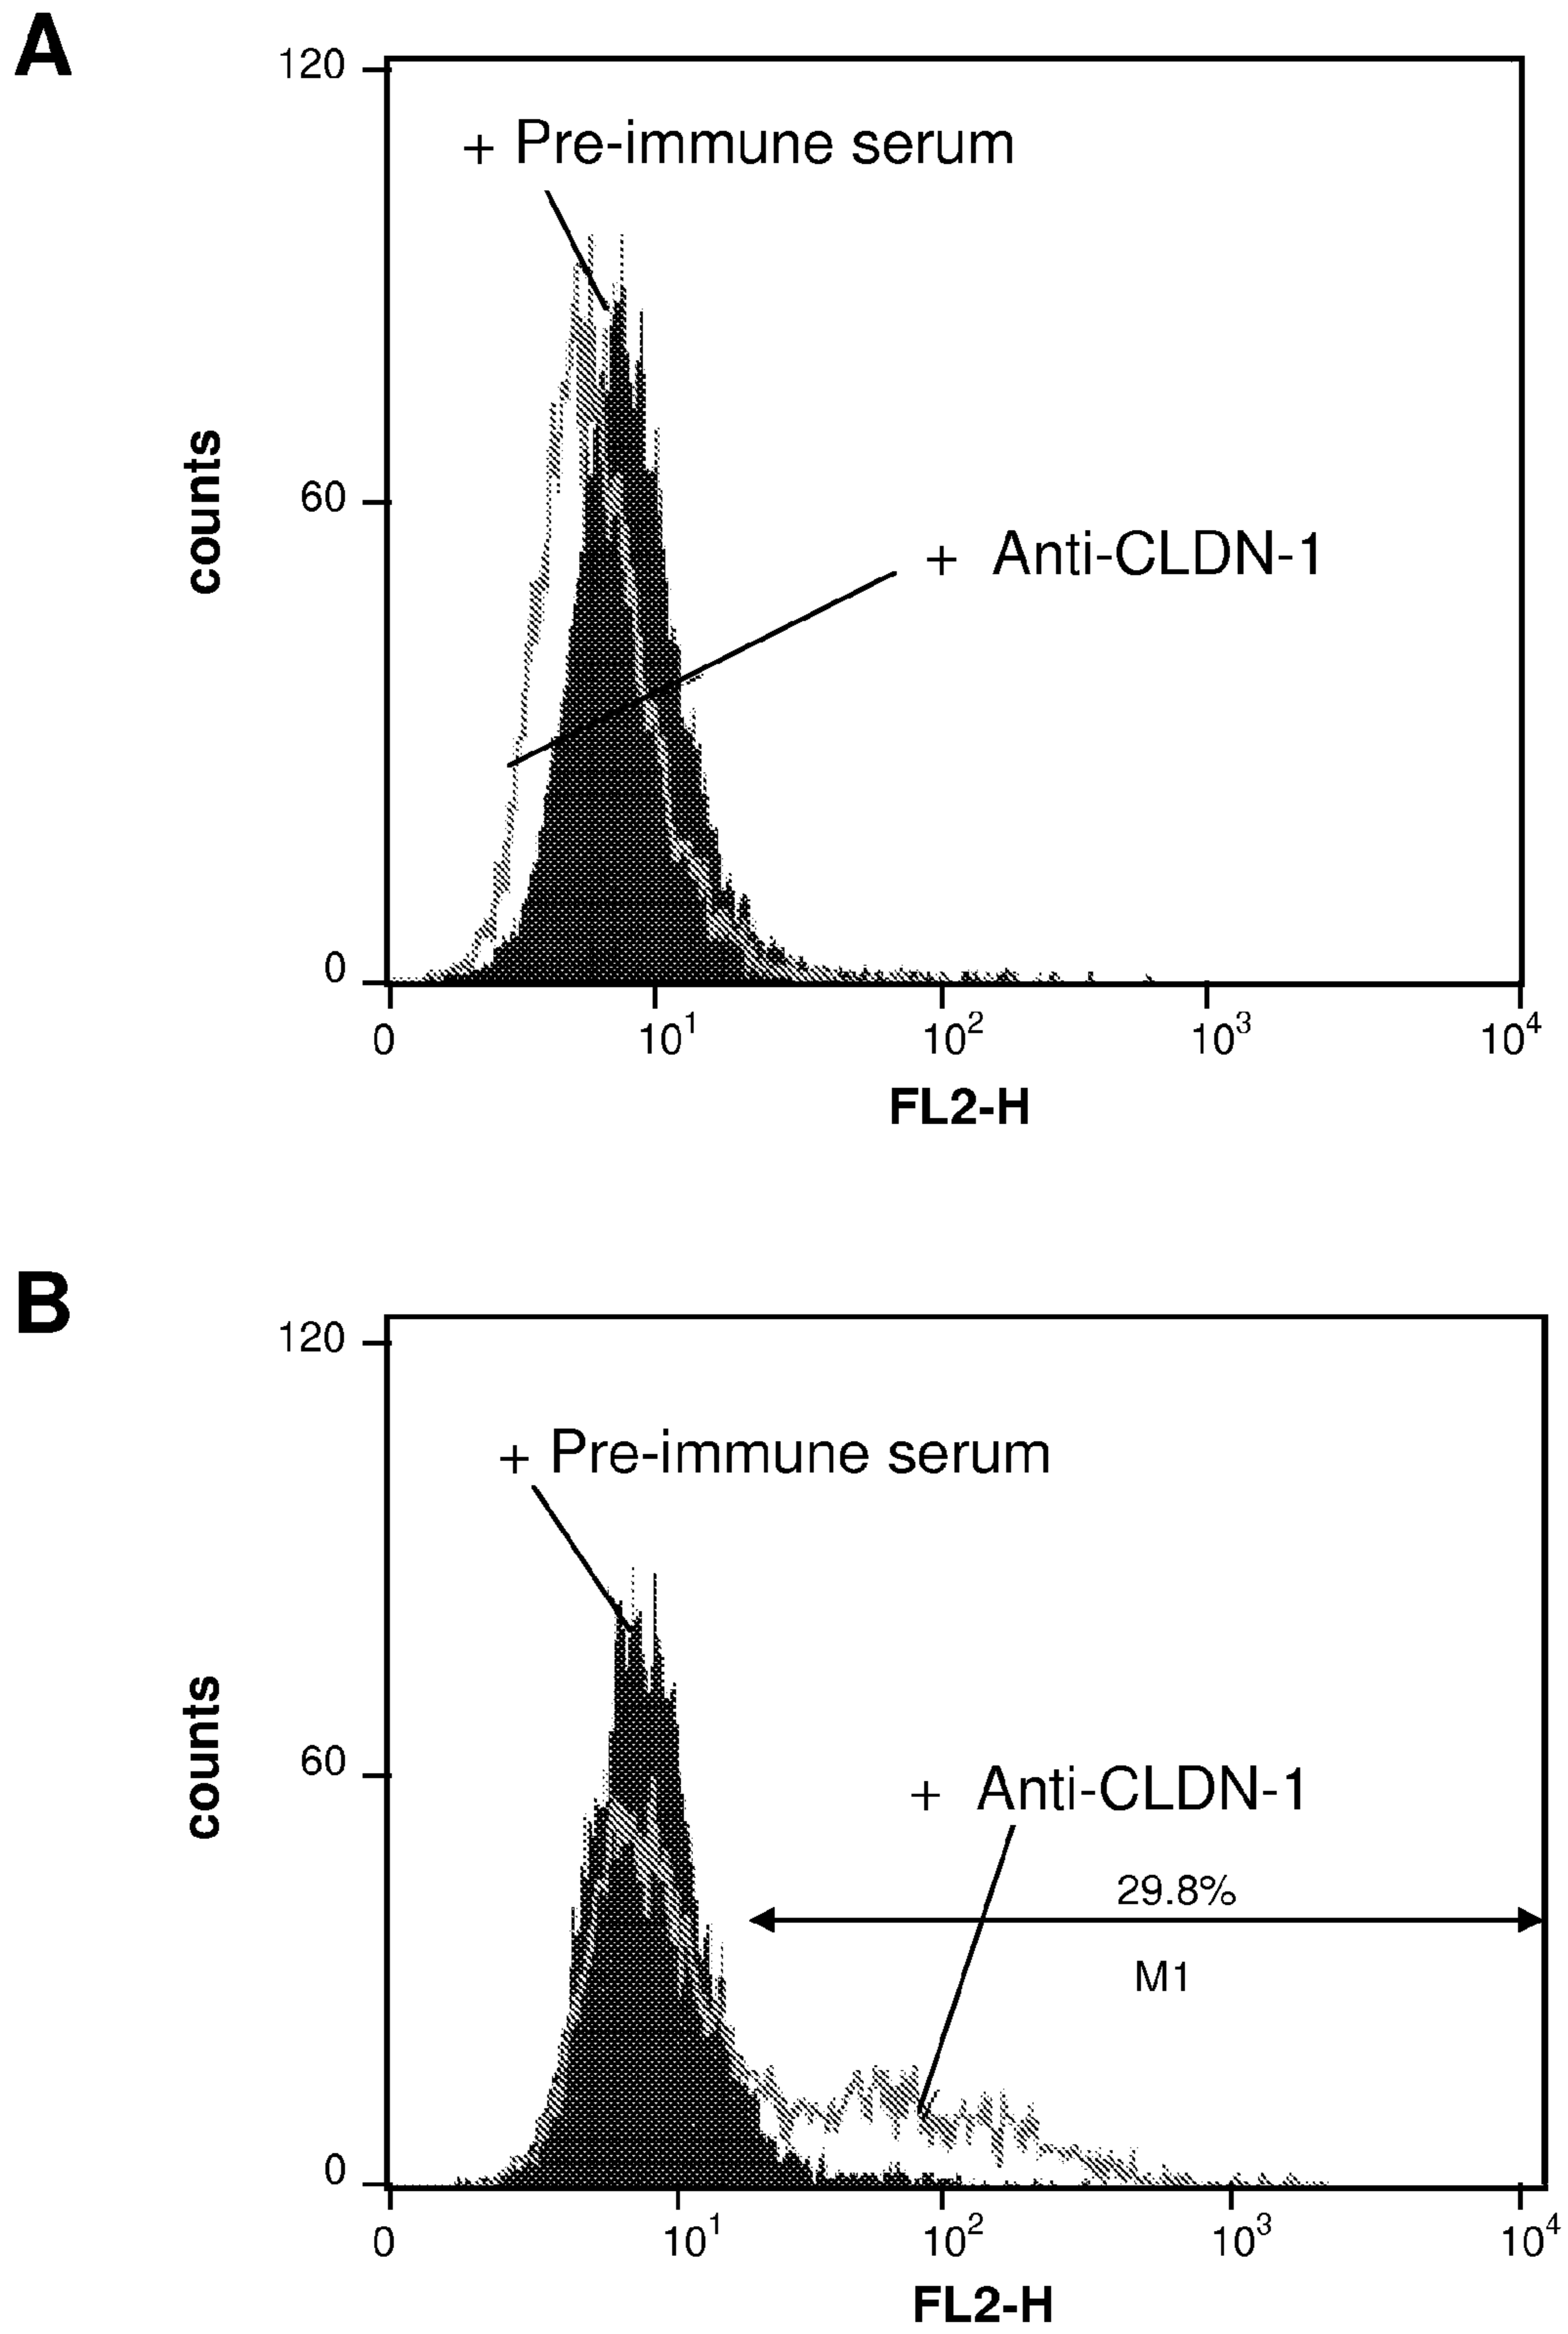 A
120
+ Pre-immune serum
60
+ Anti-CLDN-1
counts
0
0 10¹ 10² 10³ 10⁴
FL2-H
B
120
+ Pre-immune serum
60
+ Anti-CLDN-1
counts
29.8%
M1
0
0 10¹ 10² 10³ 10⁴
FL2-H